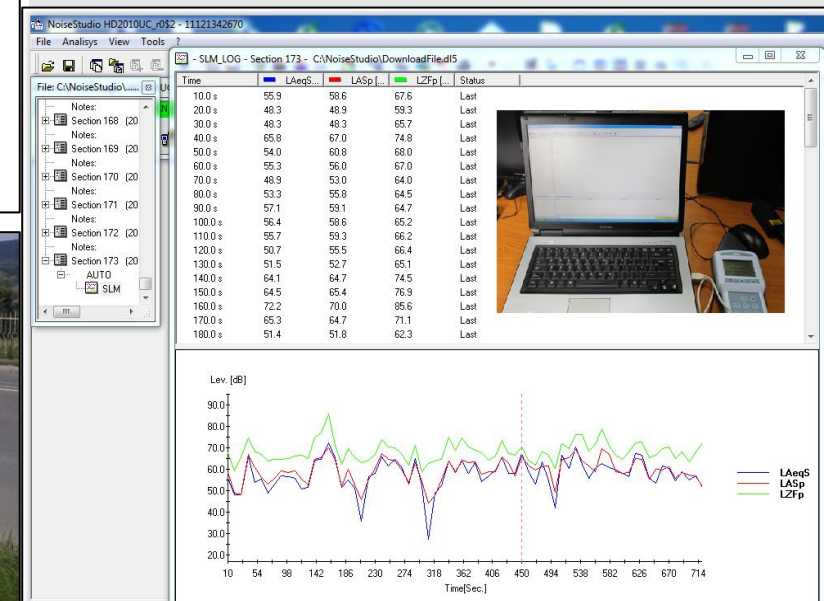 NoiseStudio HD2010UC_r0$2 - 11121342670
File Analisys View Tools ?
- SLM_LOG - Section 173 - C:\NoiseStudio\DownloadFile.dl5
File: C:\NoiseStudio\......
Notes:
Section 168 [20
Notes:
Section 169 [20
Notes:
Section 170 [20
Notes:
Section 171 [20
Notes:
Section 172 [20
Notes:
Section 173 [20
AUTO
SLM
Time LAeqS... LASp [... LZFp [... Status
10.0 s 55.9 58.6 67.6 Last
20.0 s 48.3 48.9 59.3 Last
30.0 s 48.3 48.3 65.7 Last
40.0 s 65.8 67.0 74.8 Last
50.0 s 54.0 60.8 68.0 Last
60.0 s 55.3 56.0 67.0 Last
70.0 s 48.9 53.0 64.0 Last
80.0 s 53.3 55.8 64.5 Last
90.0 s 57.1 59.1 64.7 Last
100.0 s 56.4 58.6 65.2 Last
110.0 s 55.7 59.3 66.2 Last
120.0 s 50.7 55.5 66.4 Last
130.0 s 51.5 52.7 65.1 Last
140.0 s 64.1 64.7 74.5 Last
150.0 s 64.5 65.4 76.9 Last
160.0 s 72.2 70.0 85.6 Last
170.0 s 65.3 64.7 71.1 Last
180.0 s 51.4 51.8 62.3 Last
Lev. [dB]
90.0
80.0
70.0
60.0
50.0
40.0
30.0
20.0
10 54 98 142 186 230 274 318 362 406 450 494 538 582 626 670 714
Time[Sec.]
LAeqS
LASp
LZFp